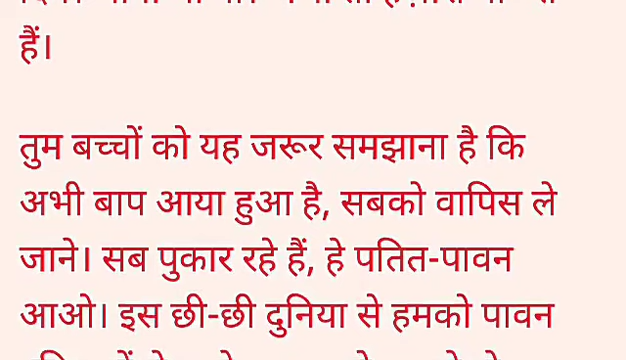 हैं।
तुम बच्चों को यह जरूर समझाना है कि
अभी बाप आया हुआ है, सबको वापिस ले
जाने। सब पुकार रहे हैं, हे पतित-पावन
आओ। इस छी-छी दुनिया से हमको पावन